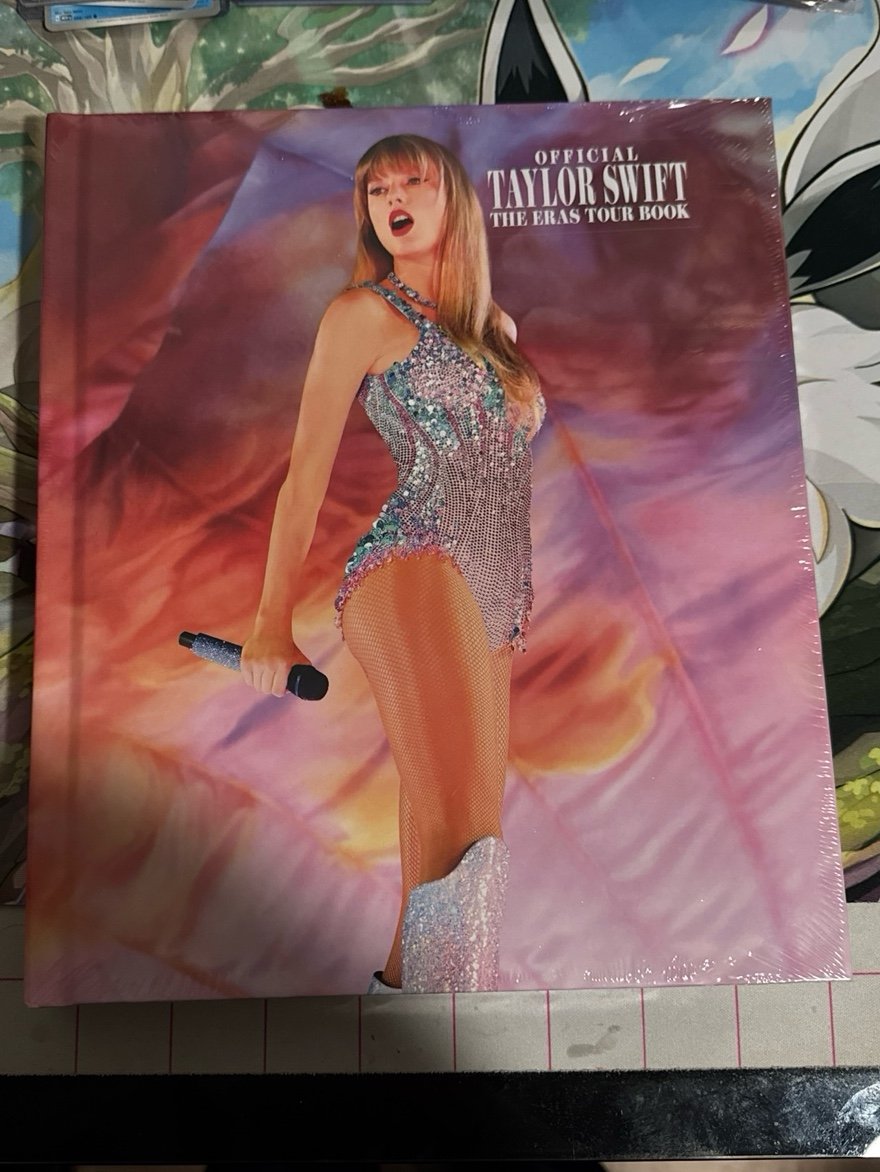 OFFICIAL
TAYLOR SWIFT
THE ERAS TOUR BOOK